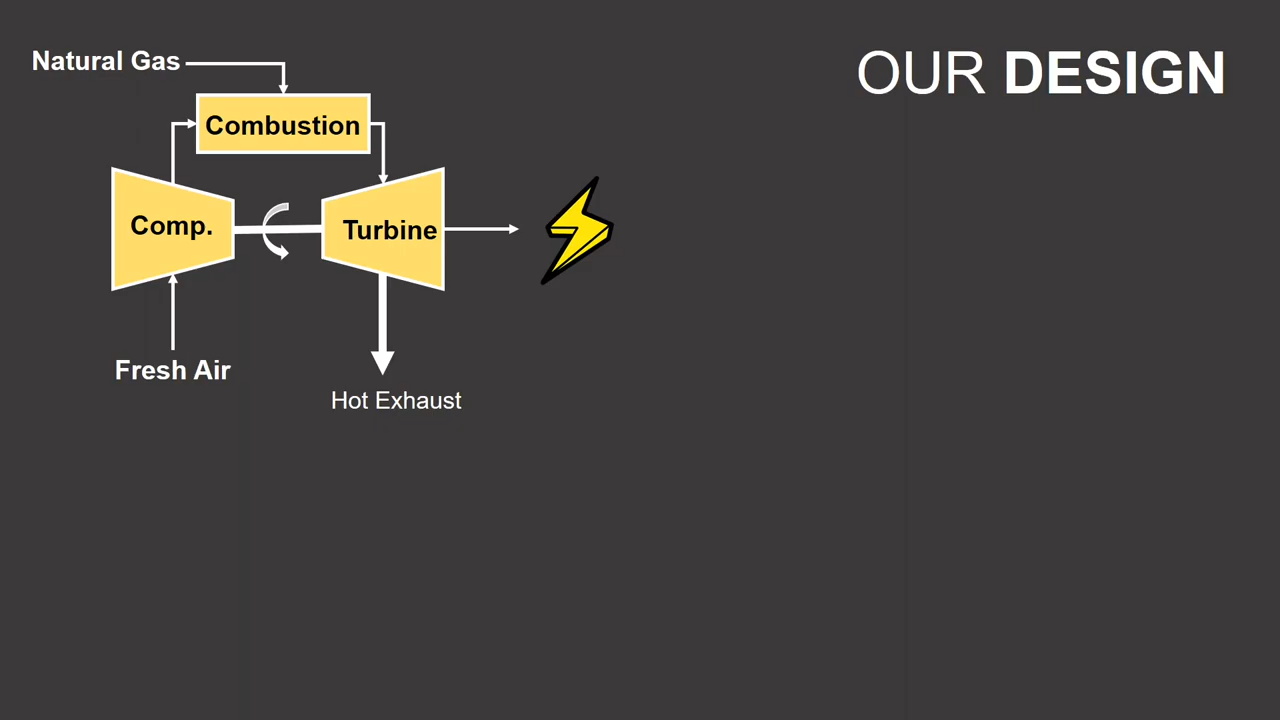 OUR DESIGN
Natural Gas
Combustion
Comp.
Turbine
Fresh Air
Hot Exhaust